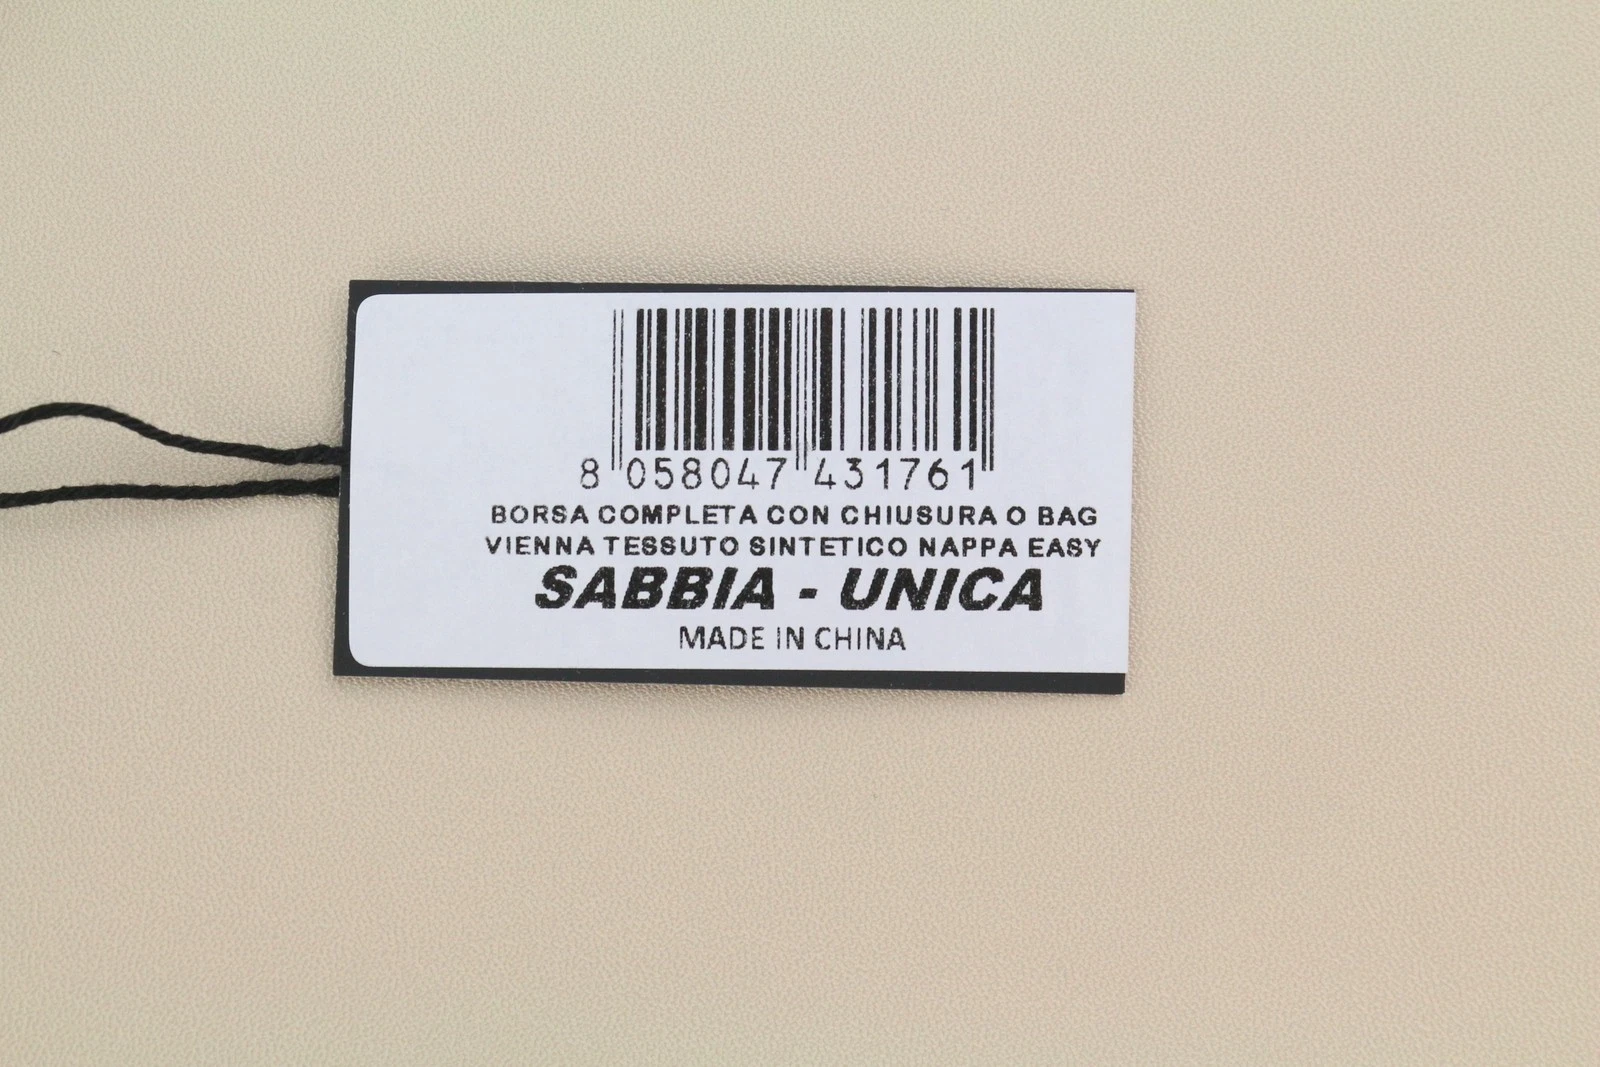 8 058047 431761
BORSA COMPLETA CON CHIUSURA O BAG
VIENNA TESSUTO SINTETICO NAPPA EASY
SABBIA - UNICA
MADE IN CHINA